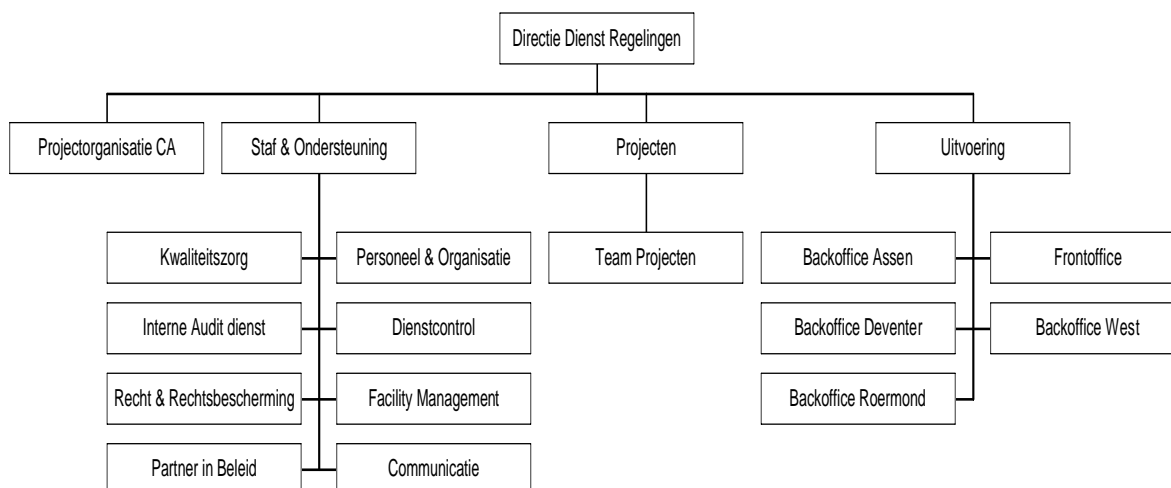 Directie Dienst Regelingen
Projectorganisatie CA
Staf & Ondersteuning
Projecten
Uitvoering
Kwaliteitszorg
Personeel & Organisatie
Team Projecten
Backoffice Assen
Frontoffice
Interne Audit dienst
Dienstcontrol
Backoffice Deventer
Backoffice West
Recht & Rechtsbescherming
Facility Management
Backoffice Roermond
Partner in Beleid
Communicatie